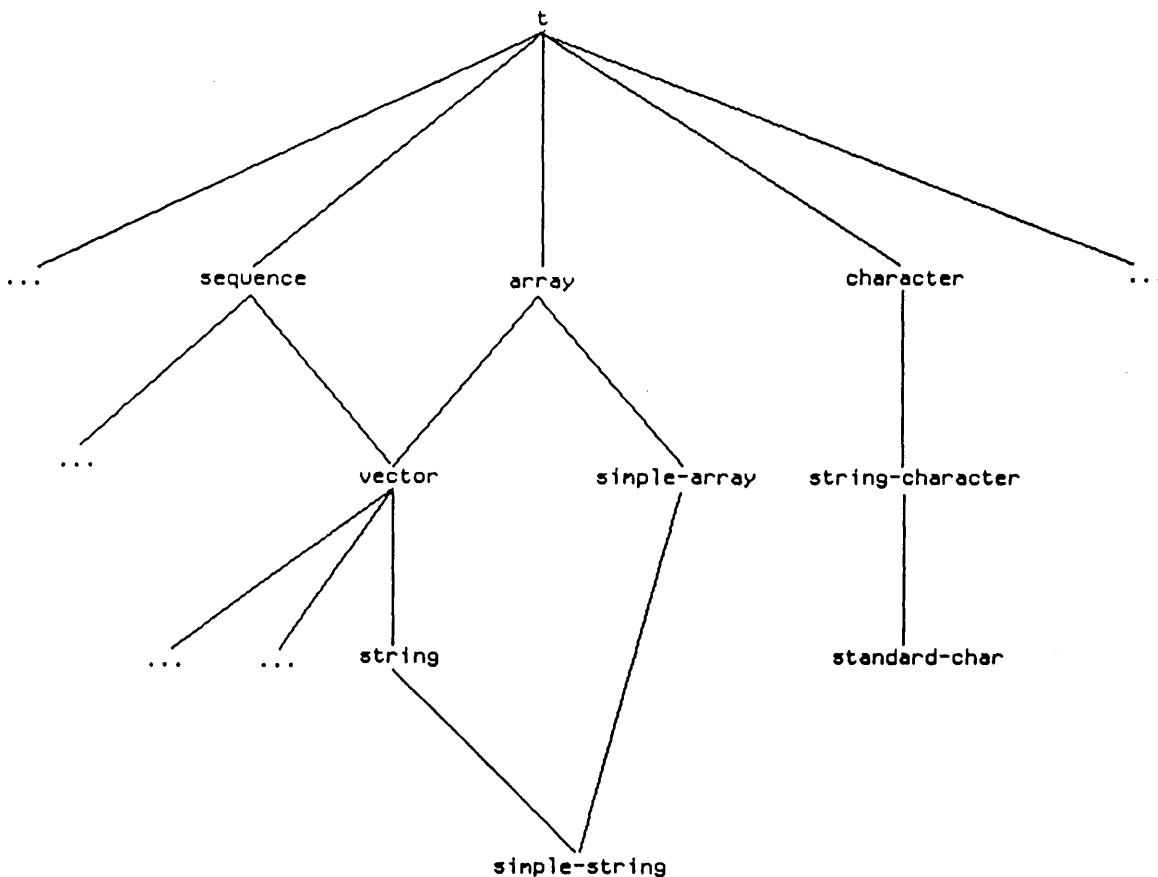 t
... sequence array character ...
... vector simple-array string-character
... ... string standard-char
simple-string